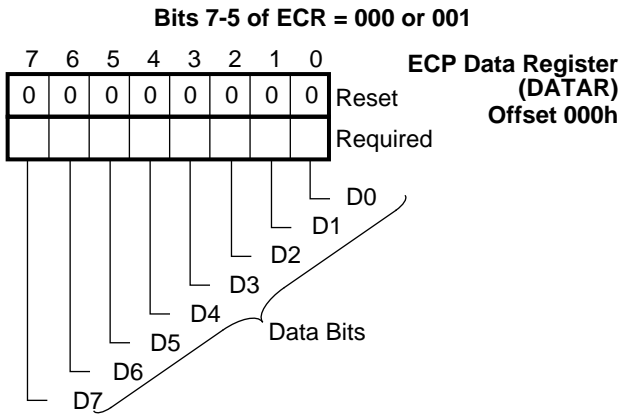 Bits 7-5 of ECR = 000 or 001
7 6 5 4 3 2 1 0
ECP Data Register
(DATAR)
Offset 000h
0 0 0 0 0 0 0 0 Reset
Required
D0
D1
D2
D3
D4
D5
D6
D7
Data Bits